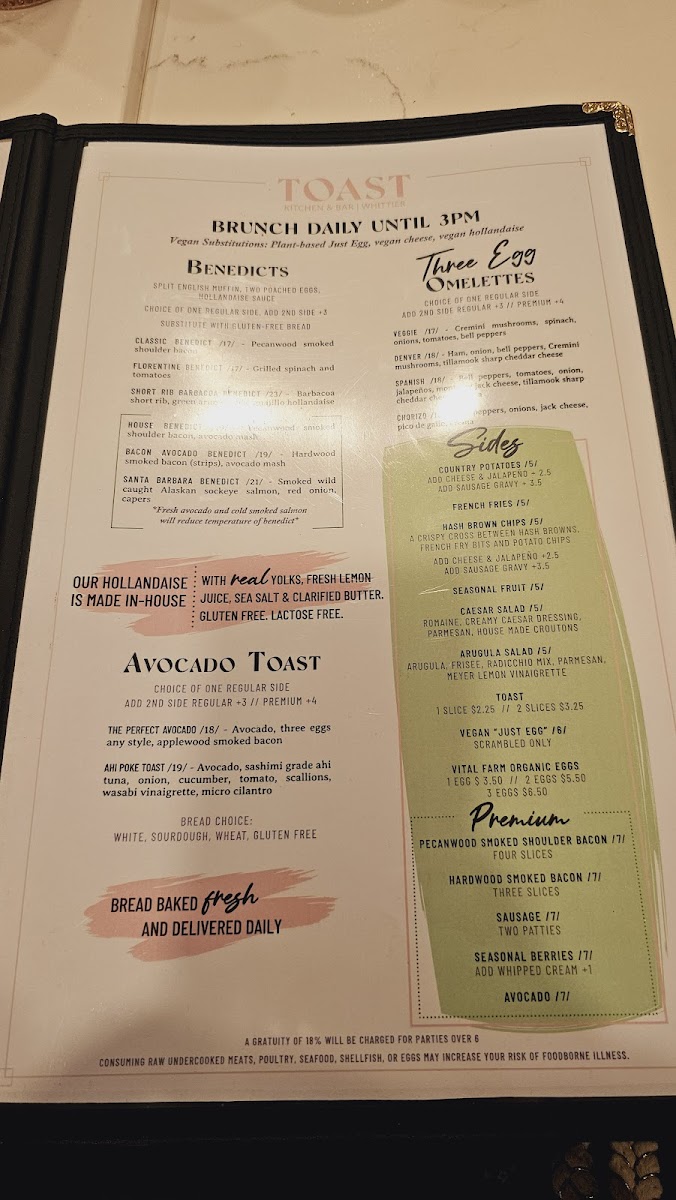 TOAST
KITCHEN & BAR | WHITTIER
BRUNCH DAILY UNTIL 3PM
Vegan Substitutions: Plant-based Just Egg, vegan cheese, vegan hollandaise
BENEDICTS
SPLIT ENGLISH MUFFIN, TWO POACHED EGGS,
HOLLANDAISE SAUCE
CHOICE OF ONE REGULAR SIDE, ADD 2ND SIDE +3
SUBSTITUTE WITH GLUTEN-FREE BREAD
CLASSIC BENEDICT /17/ - Pecanwood smoked
shoulder bacon
FLORENTINE BENEDICT /17/ - Grilled spinach and
tomatoes
SHORT RIB BARBACOA BENEDICT /23/ - Barbacoa
short rib, green hollandaise
HOUSE BENEDICT smoked
shoulder bacon, avocado mash
BACON AVOCADO BENEDICT /19/ - Hardwood
smoked bacon (strips), avocado mash
SANTA BARBARA BENEDICT /21/ - Smoked wild
caught Alaskan sockeye salmon, red onion,
capers
"Fresh avocado and cold smoked salmon
will reduce temperature of benedict"
OUR HOLLANDAISE
IS MADE IN-HOUSE
WITH real YOLKS, FRESH LEMON
JUICE, SEA SALT & CLARIFIED BUTTER.
GLUTEN FREE. LACTOSE FREE.
AVOCADO TOAST
CHOICE OF ONE REGULAR SIDE
ADD 2ND SIDE REGULAR +3 // PREMIUM +4
THE PERFECT AVOCADO /18/ - Avocado, three eggs
any style, applewood smoked bacon
AHI POKE TOAST /19/ - Avocado, sashimi grade ahi
tuna, onion, cucumber, tomato, scallions,
wasabi vinaigrette, micro cilantro
BREAD CHOICE:
WHITE, SOURDOUGH, WHEAT, GLUTEN FREE
BREAD BAKED fresh
AND DELIVERED DAILY
Three Egg
OMELETTES
CHOICE OF ONE REGULAR SIDE
ADD 2ND SIDE REGULAR +3 // PREMIUM +4
VEGGIE /17/ - Cremini mushrooms, spinach,
onions, tomatoes, bell peppers
DENVER /18/ - Ham, onion, bell peppers, Cremini
mushrooms, tillamook sharp cheddar cheese
SPANISH /18/ - Bell peppers, tomatoes, onion,
jalapeños, jack cheese, tillamook sharp
cheddar
CHORIZO peppers, onions, jack cheese,
pico de gallo
Sides
COUNTRY POTATOES /5/
ADD CHEESE & JALAPEÑO + 2.5
ADD SAUSAGE GRAVY + 3.5
FRENCH FRIES /5/
HASH BROWN CHIPS /5/
A CRISPY CROSS BETWEEN HASH BROWNS,
FRENCH FRY BITS AND POTATO CHIPS
ADD CHEESE & JALAPEÑO +2.5
ADD SAUSAGE GRAVY +3.5
SEASONAL FRUIT /5/
CAESAR SALAD /5/
ROMAINE, CREAMY CAESAR DRESSING,
PARMESAN, HOUSE MADE CROUTONS
ARUGULA SALAD /5/
ARUGULA, FRISEE, RADICCHIO MIX, PARMESAN,
MEYER LEMON VINAIGRETTE
TOAST
1 SLICE $2.25 // 2 SLICES $3.25
VEGAN "JUST EGG" /6/
SCRAMBLED ONLY
VITAL FARM ORGANIC EGGS
1 EGG $ 3.50 // 2 EGGS $5.50
3 EGGS $6.50
Premium
PECANWOOD SMOKED SHOULDER BACON /7/
FOUR SLICES
HARDWOOD SMOKED BACON /7/
THREE SLICES
SAUSAGE /7/
TWO PATTIES
SEASONAL BERRIES /7/
ADD WHIPPED CREAM +1
AVOCADO /7/
A GRATUITY OF 18% WILL BE CHARGED FOR PARTIES OVER 6
CONSUMING RAW UNDERCOOKED MEATS, POULTRY, SEAFOOD, SHELLFISH, OR EGGS MAY INCREASE YOUR RISK OF FOODBORNE ILLNESS.